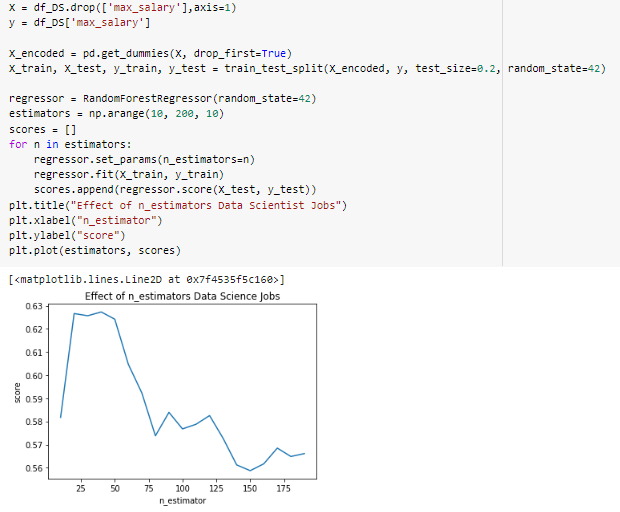 X = df_DS.drop(['max_salary'],axis=1)
y = df_DS['max_salary']
X_encoded = pd.get_dummies(X, drop_first=True)
X_train, X_test, y_train, y_test = train_test_split(X_encoded, y, test_size=0.2, random_state=42)
regressor = RandomForestRegressor(random_state=42)
estimators = np.arange(10, 200, 10)
scores = []
for n in estimators:
    regressor.set_params(n_estimators=n)
    regressor.fit(X_train, y_train)
    scores.append(regressor.score(X_test, y_test))
plt.title("Effect of n_estimators Data Scientist Jobs")
plt.xlabel("n_estimator")
plt.ylabel("score")
plt.plot(estimators, scores)
[<matplotlib.lines.Line2D at 0x7f4535f5c160>]
Effect of n_estimators Data Science Jobs
0.63
0.62
0.61
0.60
0.59
0.58
0.57
0.56
score
25 50 75 100 125 150 175
n_estimator